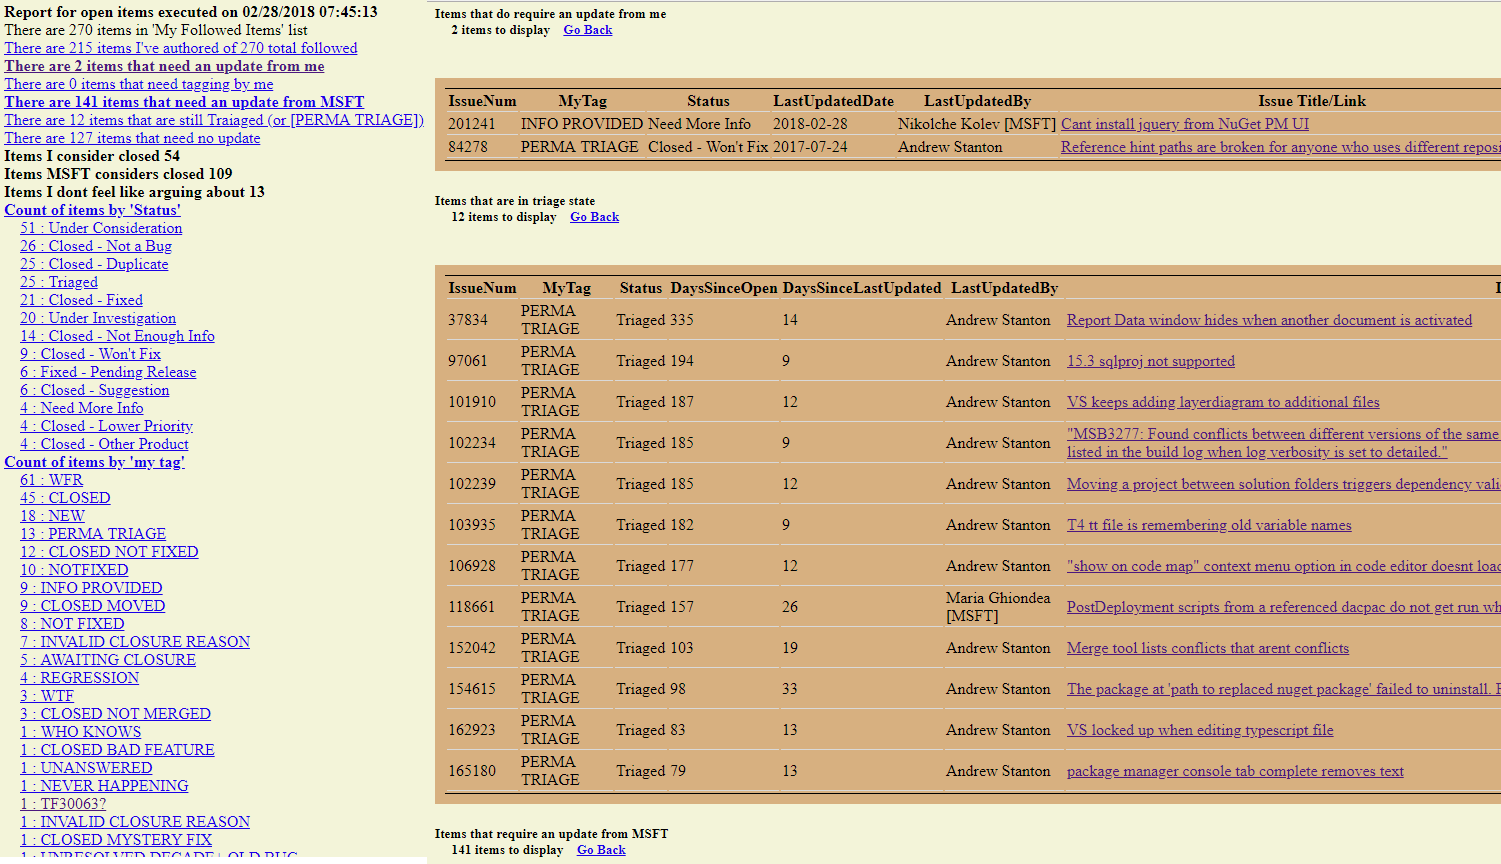 Report for open items executed on 02/28/2018 07:45:13
There are 270 items in 'My Followed Items' list
There are 215 items I've authored of 270 total followed
There are 2 items that need an update from me
There are 0 items that need tagging by me
There are 141 items that need an update from MSFT
There are 12 items that are still Traiaged (or [PERMA TRIAGE])
There are 127 items that need no update
Items I consider closed 54
Items MSFT considers closed 109
Items I dont feel like arguing about 13
Count of items by 'Status'
51 : Under Consideration
26 : Closed - Not a Bug
25 : Closed - Duplicate
25 : Triaged
21 : Closed - Fixed
20 : Under Investigation
14 : Closed - Not Enough Info
9 : Closed - Won't Fix
6 : Fixed - Pending Release
6 : Closed - Suggestion
4 : Need More Info
4 : Closed - Lower Priority
4 : Closed - Other Product
Count of items by 'my tag'
61 : WFR
45 : CLOSED
18 : NEW
13 : PERMA TRIAGE
12 : CLOSED NOT FIXED
10 : NOTFIXED
9 : INFO PROVIDED
9 : CLOSED MOVED
8 : NOT FIXED
7 : INVALID CLOSURE REASON
5 : AWAITING CLOSURE
4 : REGRESSION
3 : WTF
3 : CLOSED NOT MERGED
1 : WHO KNOWS
1 : CLOSED BAD FEATURE
1 : UNANSWERED
1 : NEVER HAPPENING
1 : TF30063?
1 : INVALID CLOSURE REASON
1 : CLOSED MYSTERY FIX
1 : UNRESOLVED DECADE+ OLD BUG
Items that do require an update from me
2 items to display Go Back
IssueNum MyTag Status LastUpdatedDate LastUpdatedBy Issue Title/Link
201241 INFO PROVIDED Need More Info 2018-02-28 Nikolche Kolev [MSFT] Cant install jquery from NuGet PM UI
84278 PERMA TRIAGE Closed - Won't Fix 2017-07-24 Andrew Stanton Reference hint paths are broken for anyone who uses different reposi
Items that are in triage state
12 items to display Go Back
IssueNum MyTag Status DaysSinceOpen DaysSinceLastUpdated LastUpdatedBy
37834 PERMA TRIAGE Triaged 335 14 Andrew Stanton Report Data window hides when another document is activated
97061 PERMA TRIAGE Triaged 194 9 Andrew Stanton 15.3 sqlproj not supported
101910 PERMA TRIAGE Triaged 187 12 Andrew Stanton VS keeps adding layerdiagram to additional files
102234 PERMA TRIAGE Triaged 185 9 Andrew Stanton "MSB3277: Found conflicts between different versions of the same
listed in the build log when log verbosity is set to detailed."
102239 PERMA TRIAGE Triaged 185 12 Andrew Stanton Moving a project between solution folders triggers dependency vali
103935 PERMA TRIAGE Triaged 182 9 Andrew Stanton T4 tt file is remembering old variable names
106928 PERMA TRIAGE Triaged 177 12 Andrew Stanton "show on code map" context menu option in code editor doesnt load
118661 PERMA TRIAGE Triaged 157 26 Maria Ghiondea [MSFT] PostDeployment scripts from a referenced dacpac do not get run wh
152042 PERMA TRIAGE Triaged 103 19 Andrew Stanton Merge tool lists conflicts that arent conflicts
154615 PERMA TRIAGE Triaged 98 33 Andrew Stanton The package at 'path to replaced nuget package' failed to uninstall.
162923 PERMA TRIAGE Triaged 83 13 Andrew Stanton VS locked up when editing typescript file
165180 PERMA TRIAGE Triaged 79 13 Andrew Stanton package manager console tab complete removes text
Items that require an update from MSFT
141 items to display Go Back